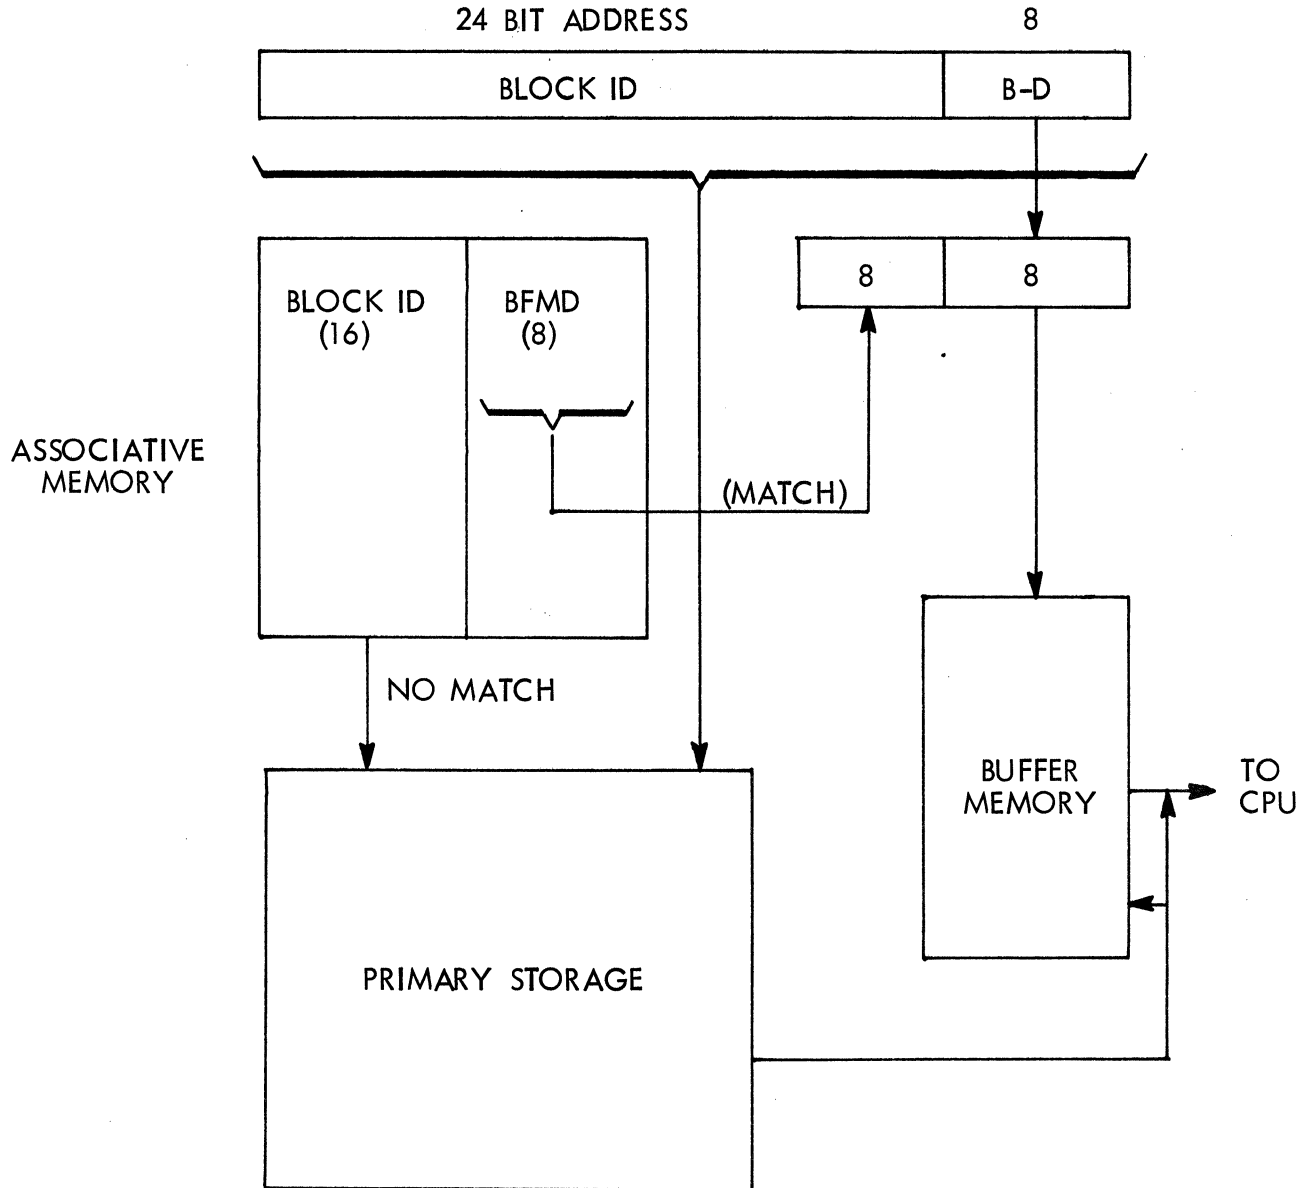 24 BIT ADDRESS 8
BLOCK ID B-D
8 8
BLOCK ID BFMD
(16) (8)
ASSOCIATIVE
MEMORY
(MATCH)
NO MATCH
BUFFER
MEMORY
TO
CPU
PRIMARY STORAGE